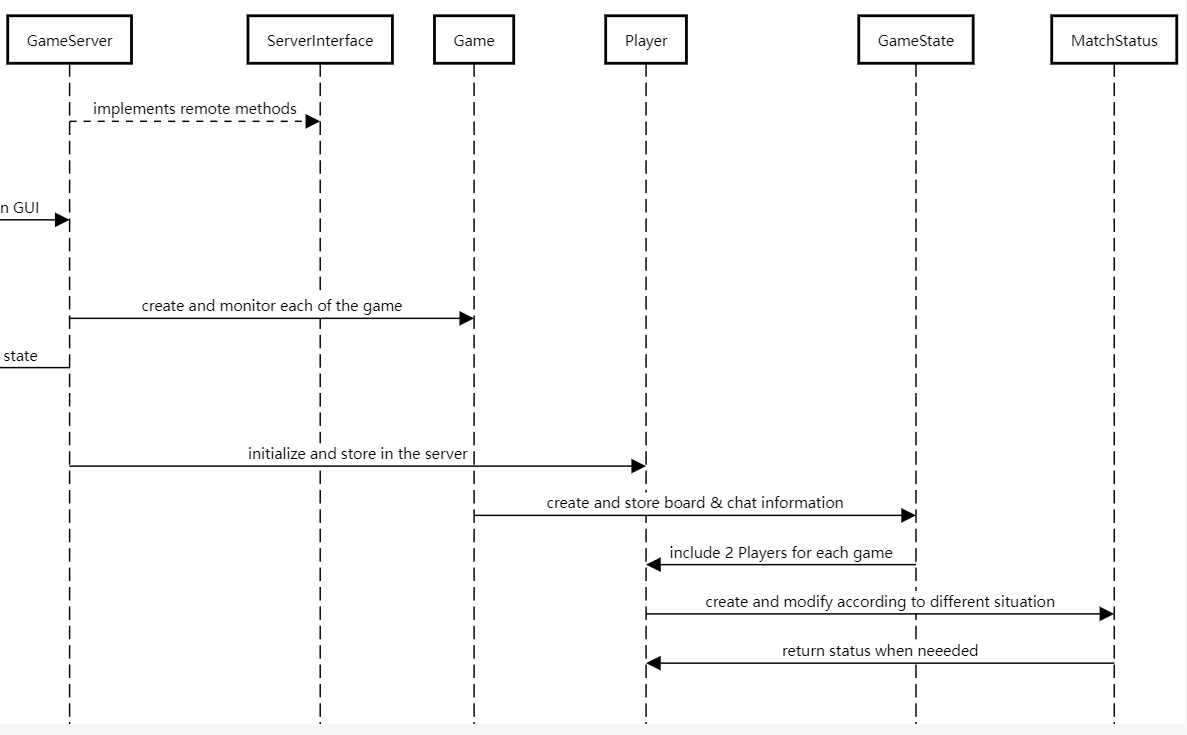 GameServer
ServerInterface
Game
Player
GameState
MatchStatus
implements remote methods
n GUI
create and monitor each of the game
state
initialize and store in the server
create and store board & chat information
include 2 Players for each game
create and modify according to different situation
return status when neeeded